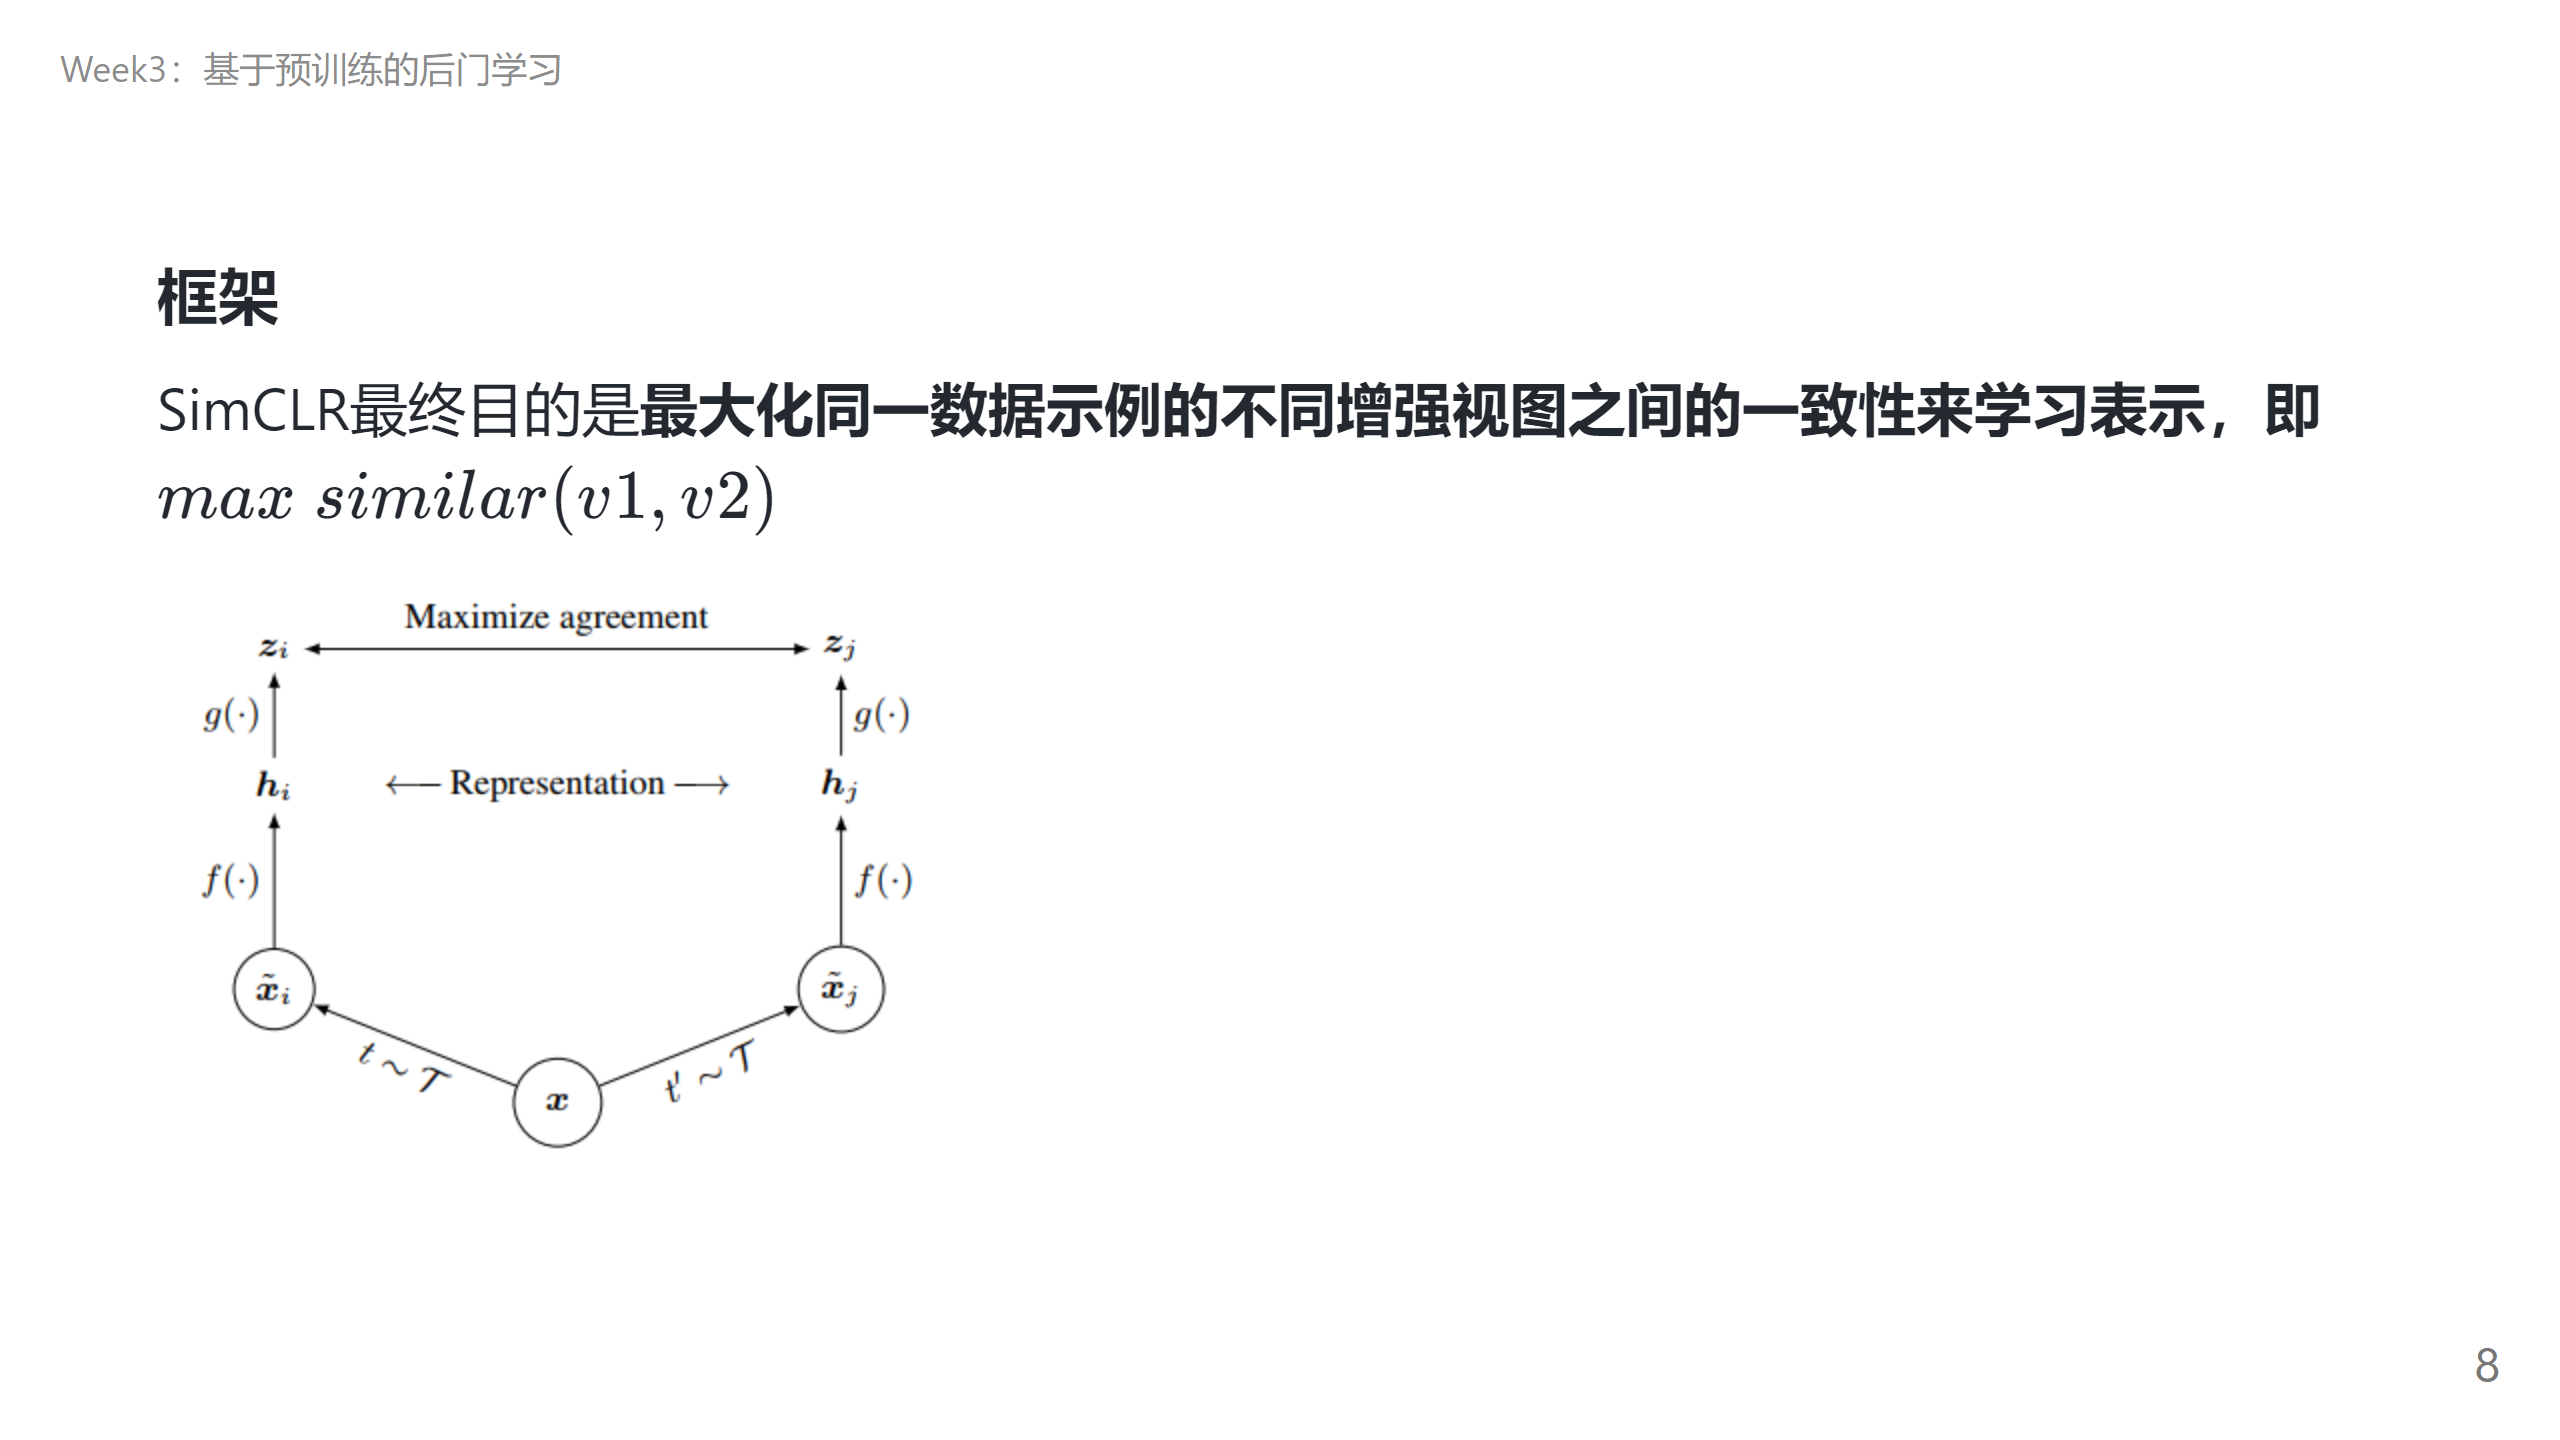 Week3：基于预训练的后门学习
框架
SimCLR最终目的是最大化同一数据示例的不同增强视图之间的一致性来学习表示，即
max similar(v1, v2)
Maximize agreement
z_i
z_j
g(·)
g(·)
h_i
← Representation →
h_j
f(·)
f(·)
x̃_i
x̃_j
t ~ 𝒯
t' ~ 𝒯
x
8